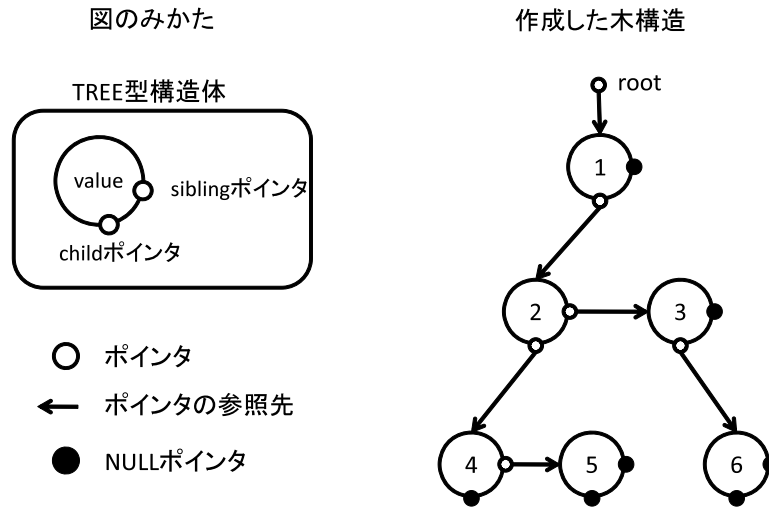 図のみかた
TREE型構造体
value
siblingポインタ
childポインタ
ポインタ
ポインタの参照先
NULLポインタ
作成した木構造
root
1
2
3
4
5
6